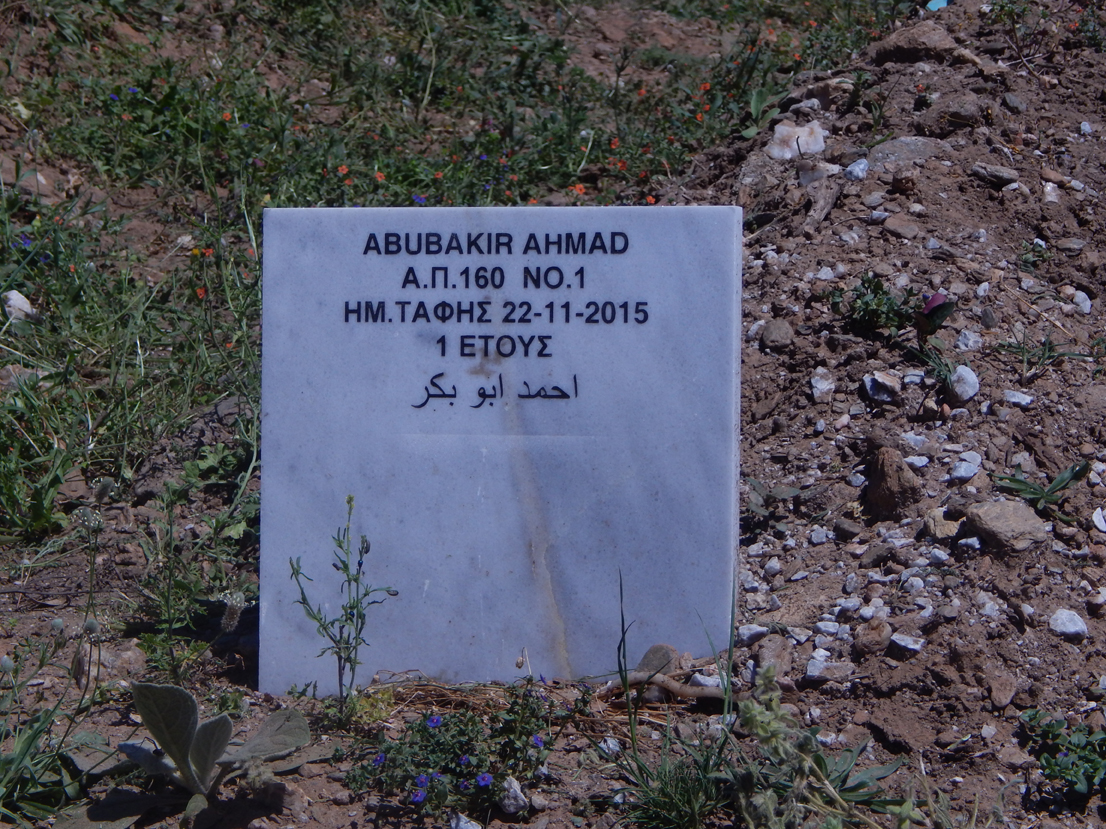 ABUBAKIR AHMAD
Α.Π.160 NO.1
ΗΜ.ΤΑΦΗΣ 22-11-2015
1 ΕΤΟΥΣ
احمد ابو بكر